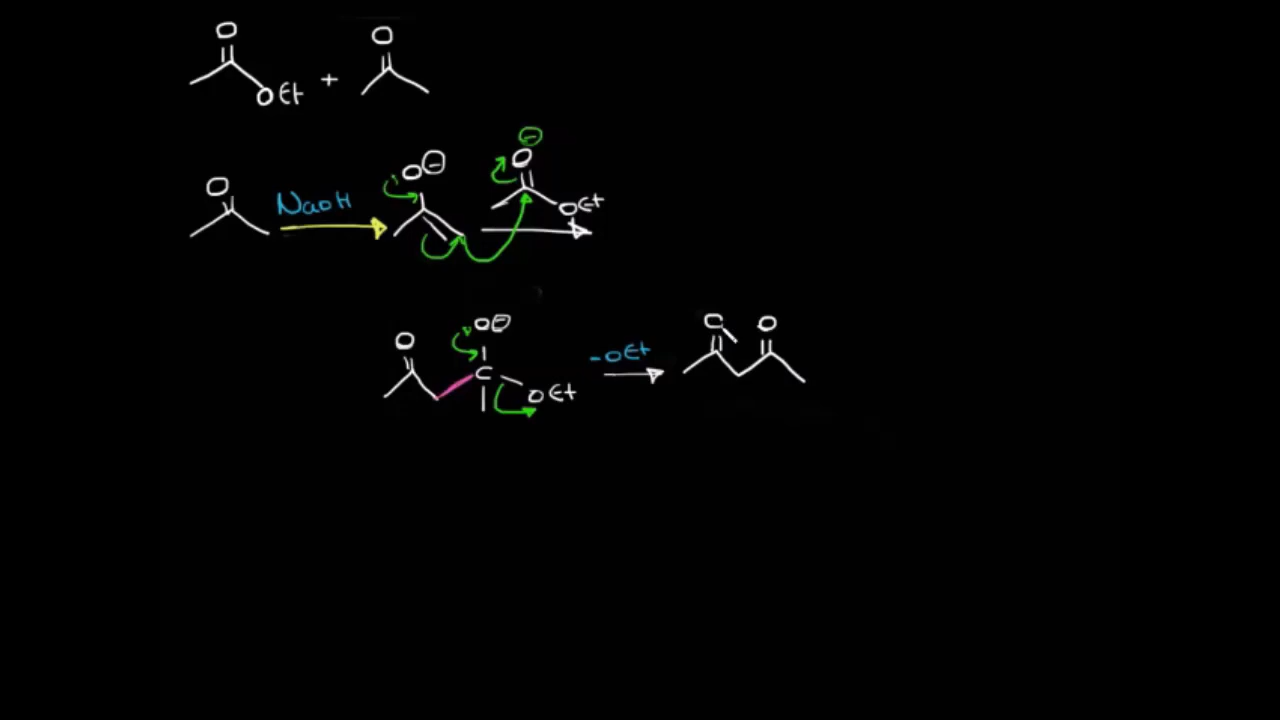 O O
OEt +
O⊖ O⊖
O NaOH OEt
O O⊖ O O
C -OEt
OEt